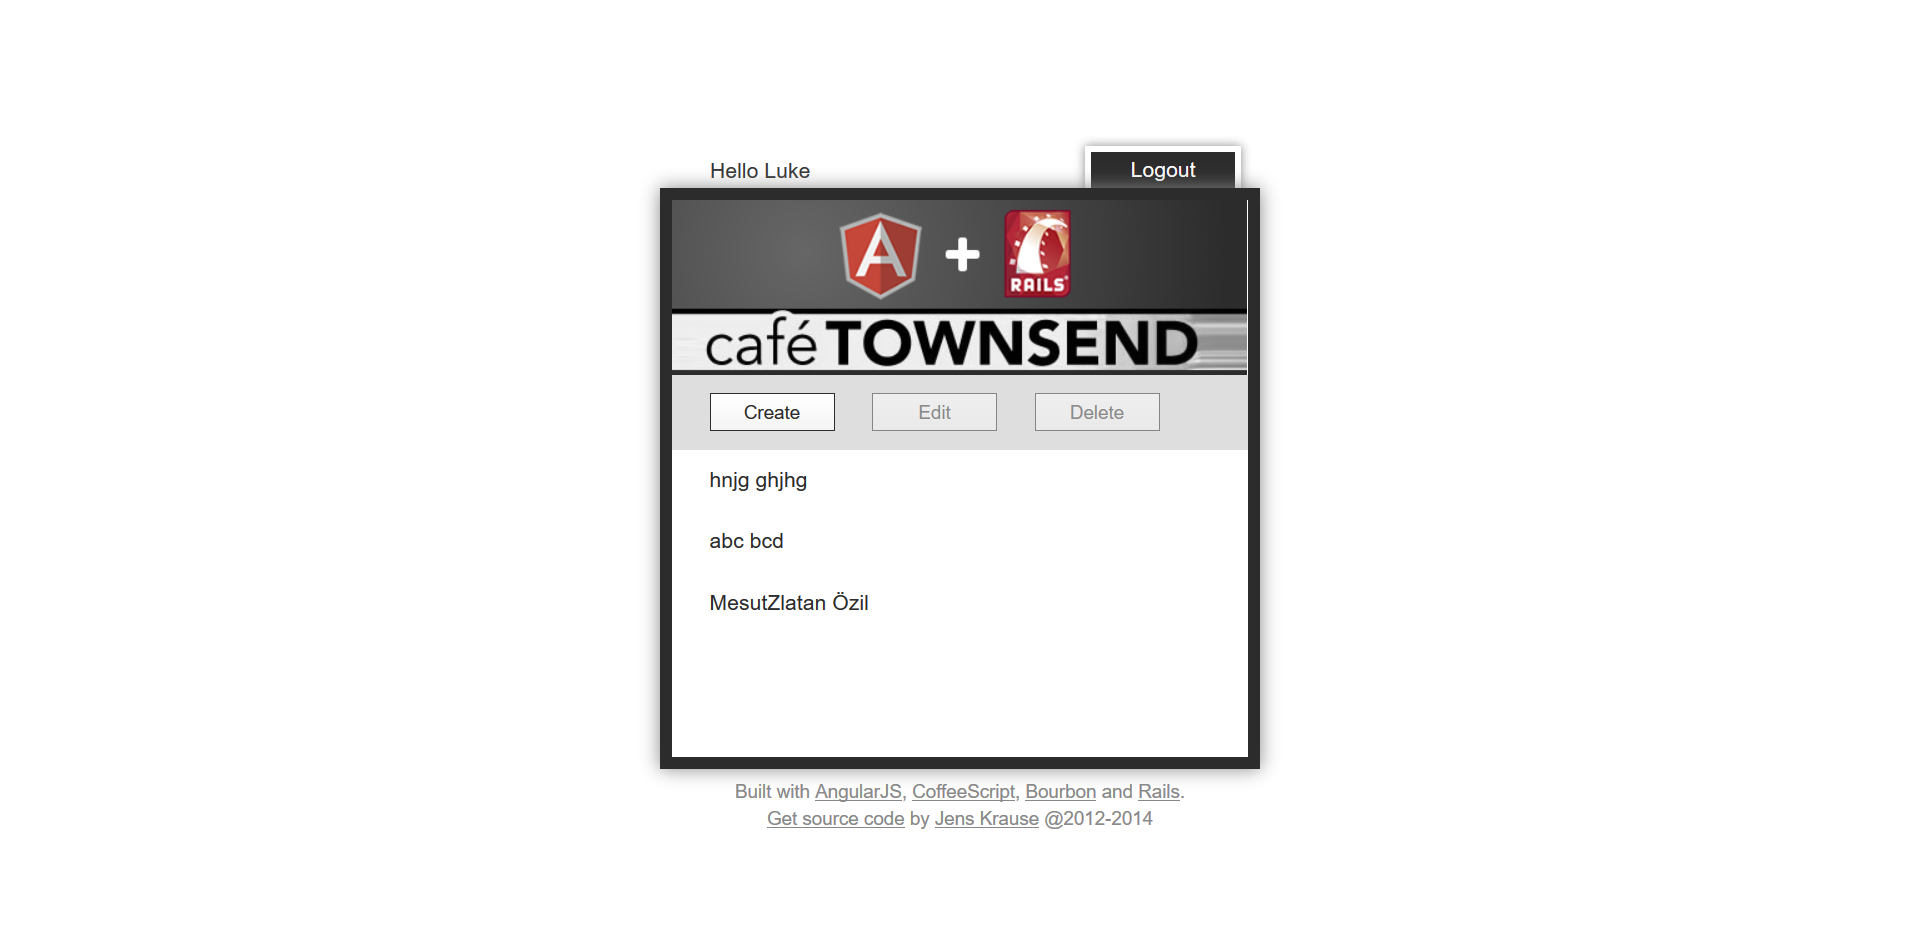 Hello Luke
Logout
RAILS
café TOWNSEND
Create Edit Delete
hnjg ghjhg
abc bcd
MesutZlatan Özil
Built with AngularJS, CoffeeScript, Bourbon and Rails.
Get source code by Jens Krause @2012-2014